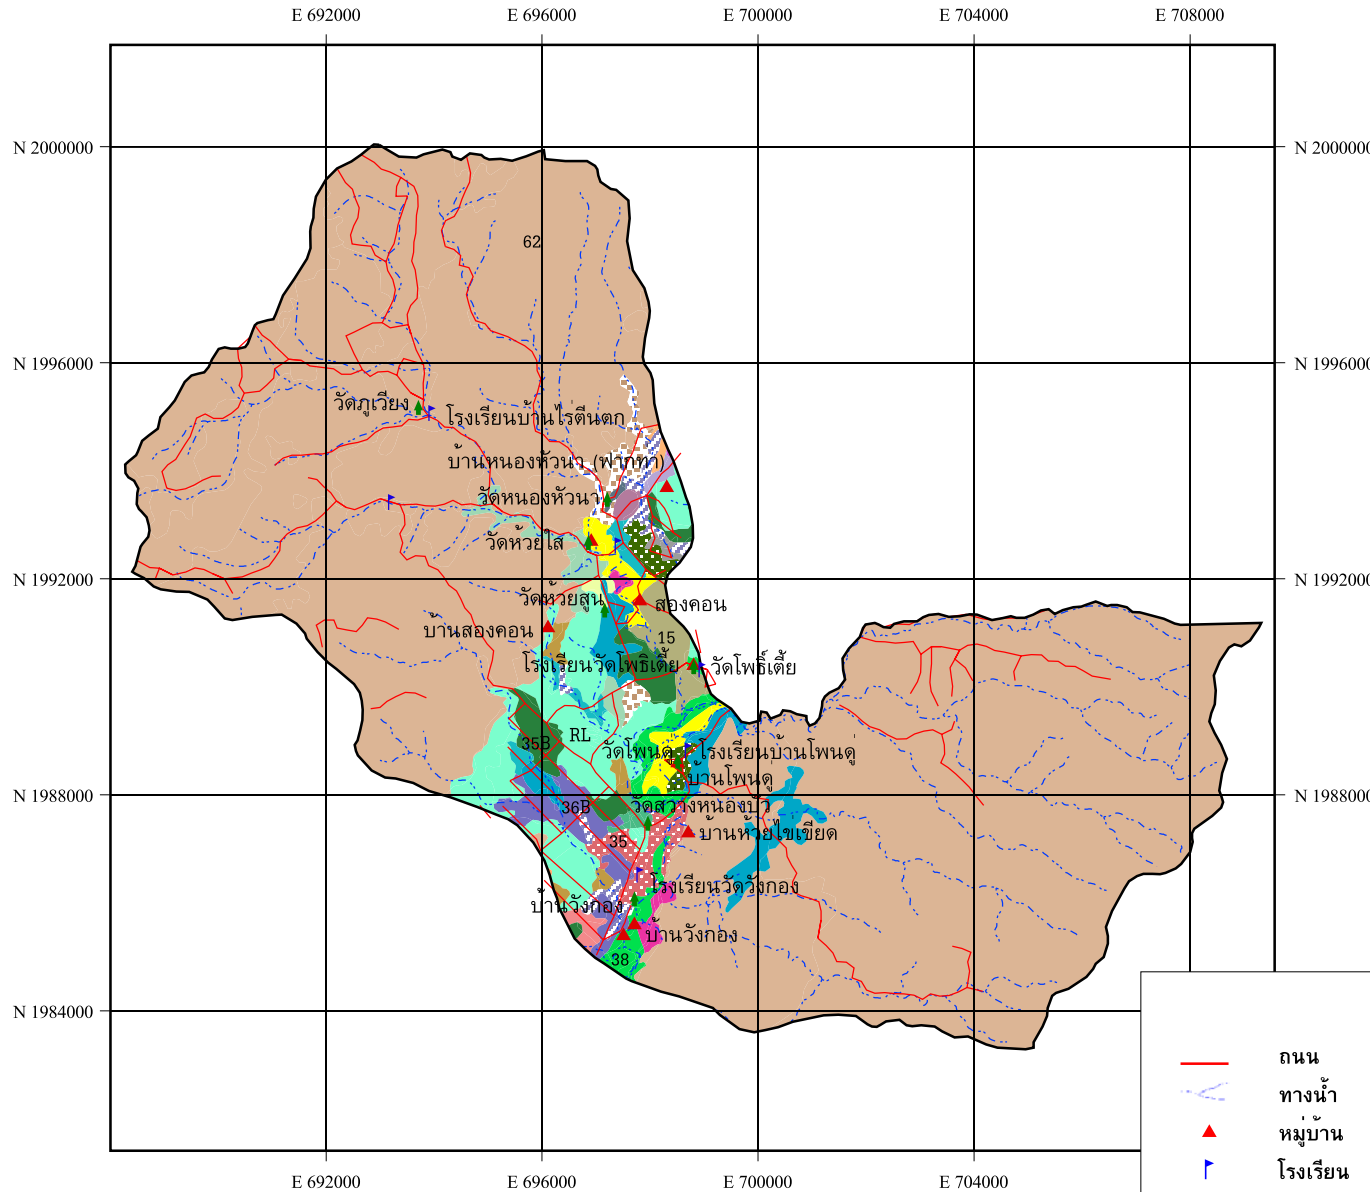 E 692000
E 696000
E 700000
E 704000
E 708000
N 2000000
N 2000000
62
N 1996000
N 1996000
วัดภูเวียง
โรงเรียนบ้านไร่ตีนตก
บ้านหนองหัวนา (ฟากทา)
วัดหนองหัวนา
วัดห้วยใส
N 1992000
N 1992000
วัดห้วยสูน
สองคอน
บ้านสองคอน
15
โรงเรียนวัดโพธิ์เตี้ย
วัดโพธิ์เตี้ย
RL
35B
วัดโพนดู่
โรงเรียนบ้านโพนดู่
บ้านโพนดู่
N 1988000
N 1988000
36B
วัดสว่างหนองบัว
บ้านห้วยไข่เขียด
35
โรงเรียนวัดวังกอง
บ้านวังกอง
บ้านวังกอง
38
N 1984000
ถนน
ทางน้ำ
หมู่บ้าน
โรงเรียน
E 692000
E 696000
E 700000
E 704000